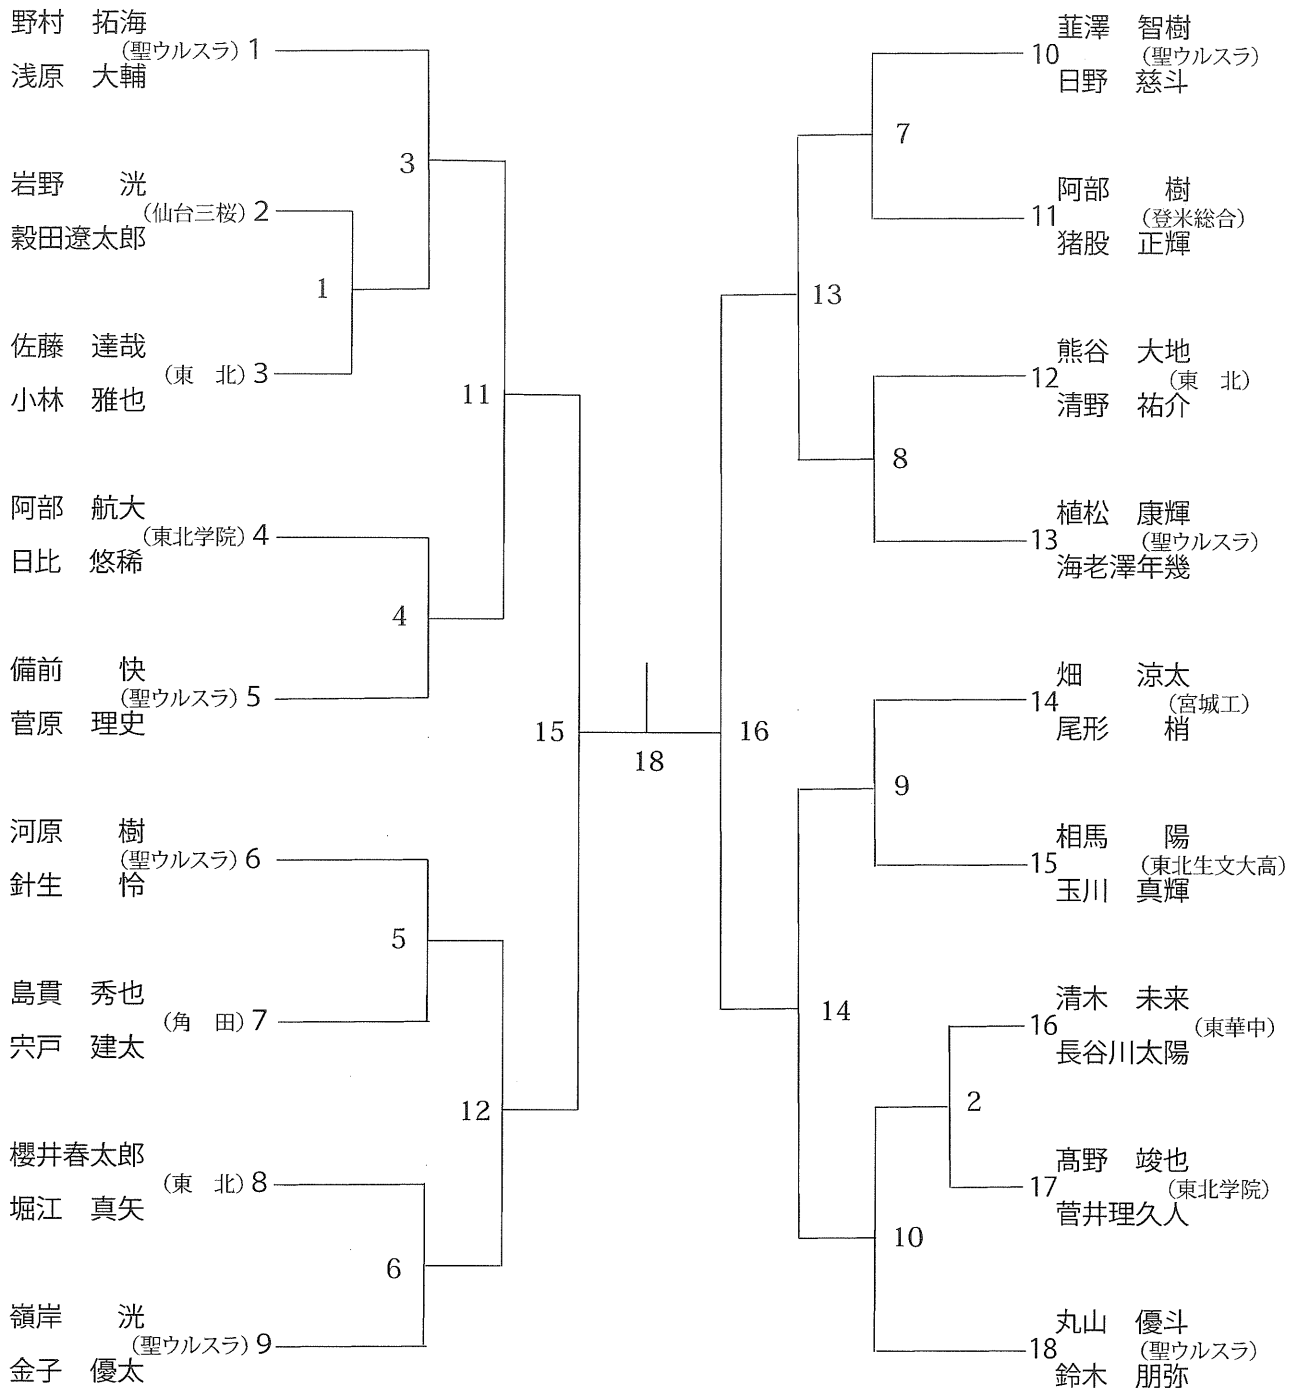 野村　拓海
(聖ウルスラ) 1
浅原　大輔
3
岩野　　洸
(仙台三桜) 2
穀田遼太郎
1
佐藤　達哉
(東　北) 3
小林　雅也
11
阿部　航大
(東北学院) 4
日比　悠稀
4
備前　　快
(聖ウルスラ) 5
菅原　理史
15
河原　　樹
(聖ウルスラ) 6
針生　　怜
5
島貫　秀也
(角　田) 7
宍戸　建太
12
櫻井春太郎
(東　北) 8
堀江　真矢
6
嶺岸　　洸
(聖ウルスラ) 9
金子　優太
18
韮澤　智樹
10 (聖ウルスラ)
日野　慈斗
7
阿部　　樹
11 (登米総合)
猪股　正輝
13
熊谷　大地
12 (東　北)
清野　祐介
8
植松　康輝
13 (聖ウルスラ)
海老澤年幾
16
畑　　涼太
14 (宮城工)
尾形　　梢
9
相馬　　陽
15 (東北生文大高)
玉川　真輝
14
清木　未来
16 (東華中)
長谷川太陽
2
髙野　竣也
17 (東北学院)
菅井理久人
10
丸山　優斗
18 (聖ウルスラ)
鈴木　朋弥